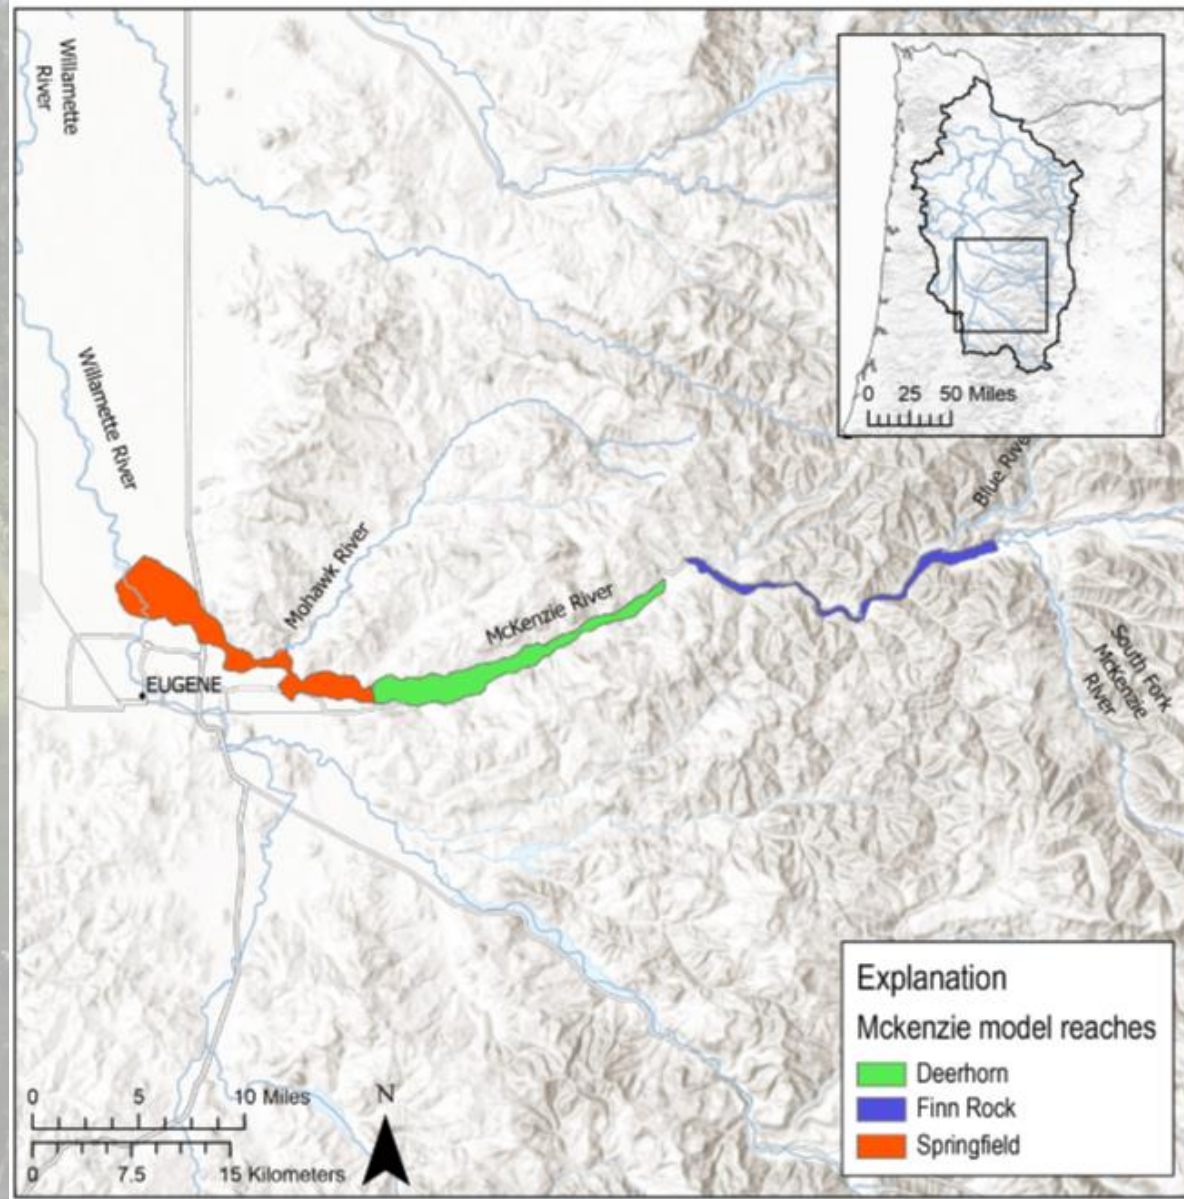 Willamette
River
0 25 50 Miles
Willamette River
Blue River
Mohawk River
McKenzie River
South Fork
McKenzie
River
EUGENE
Explanation
Mckenzie model reaches
Deerhorn
Finn Rock
Springfield
0 5 10 Miles
N
0 7.5 15 Kilometers